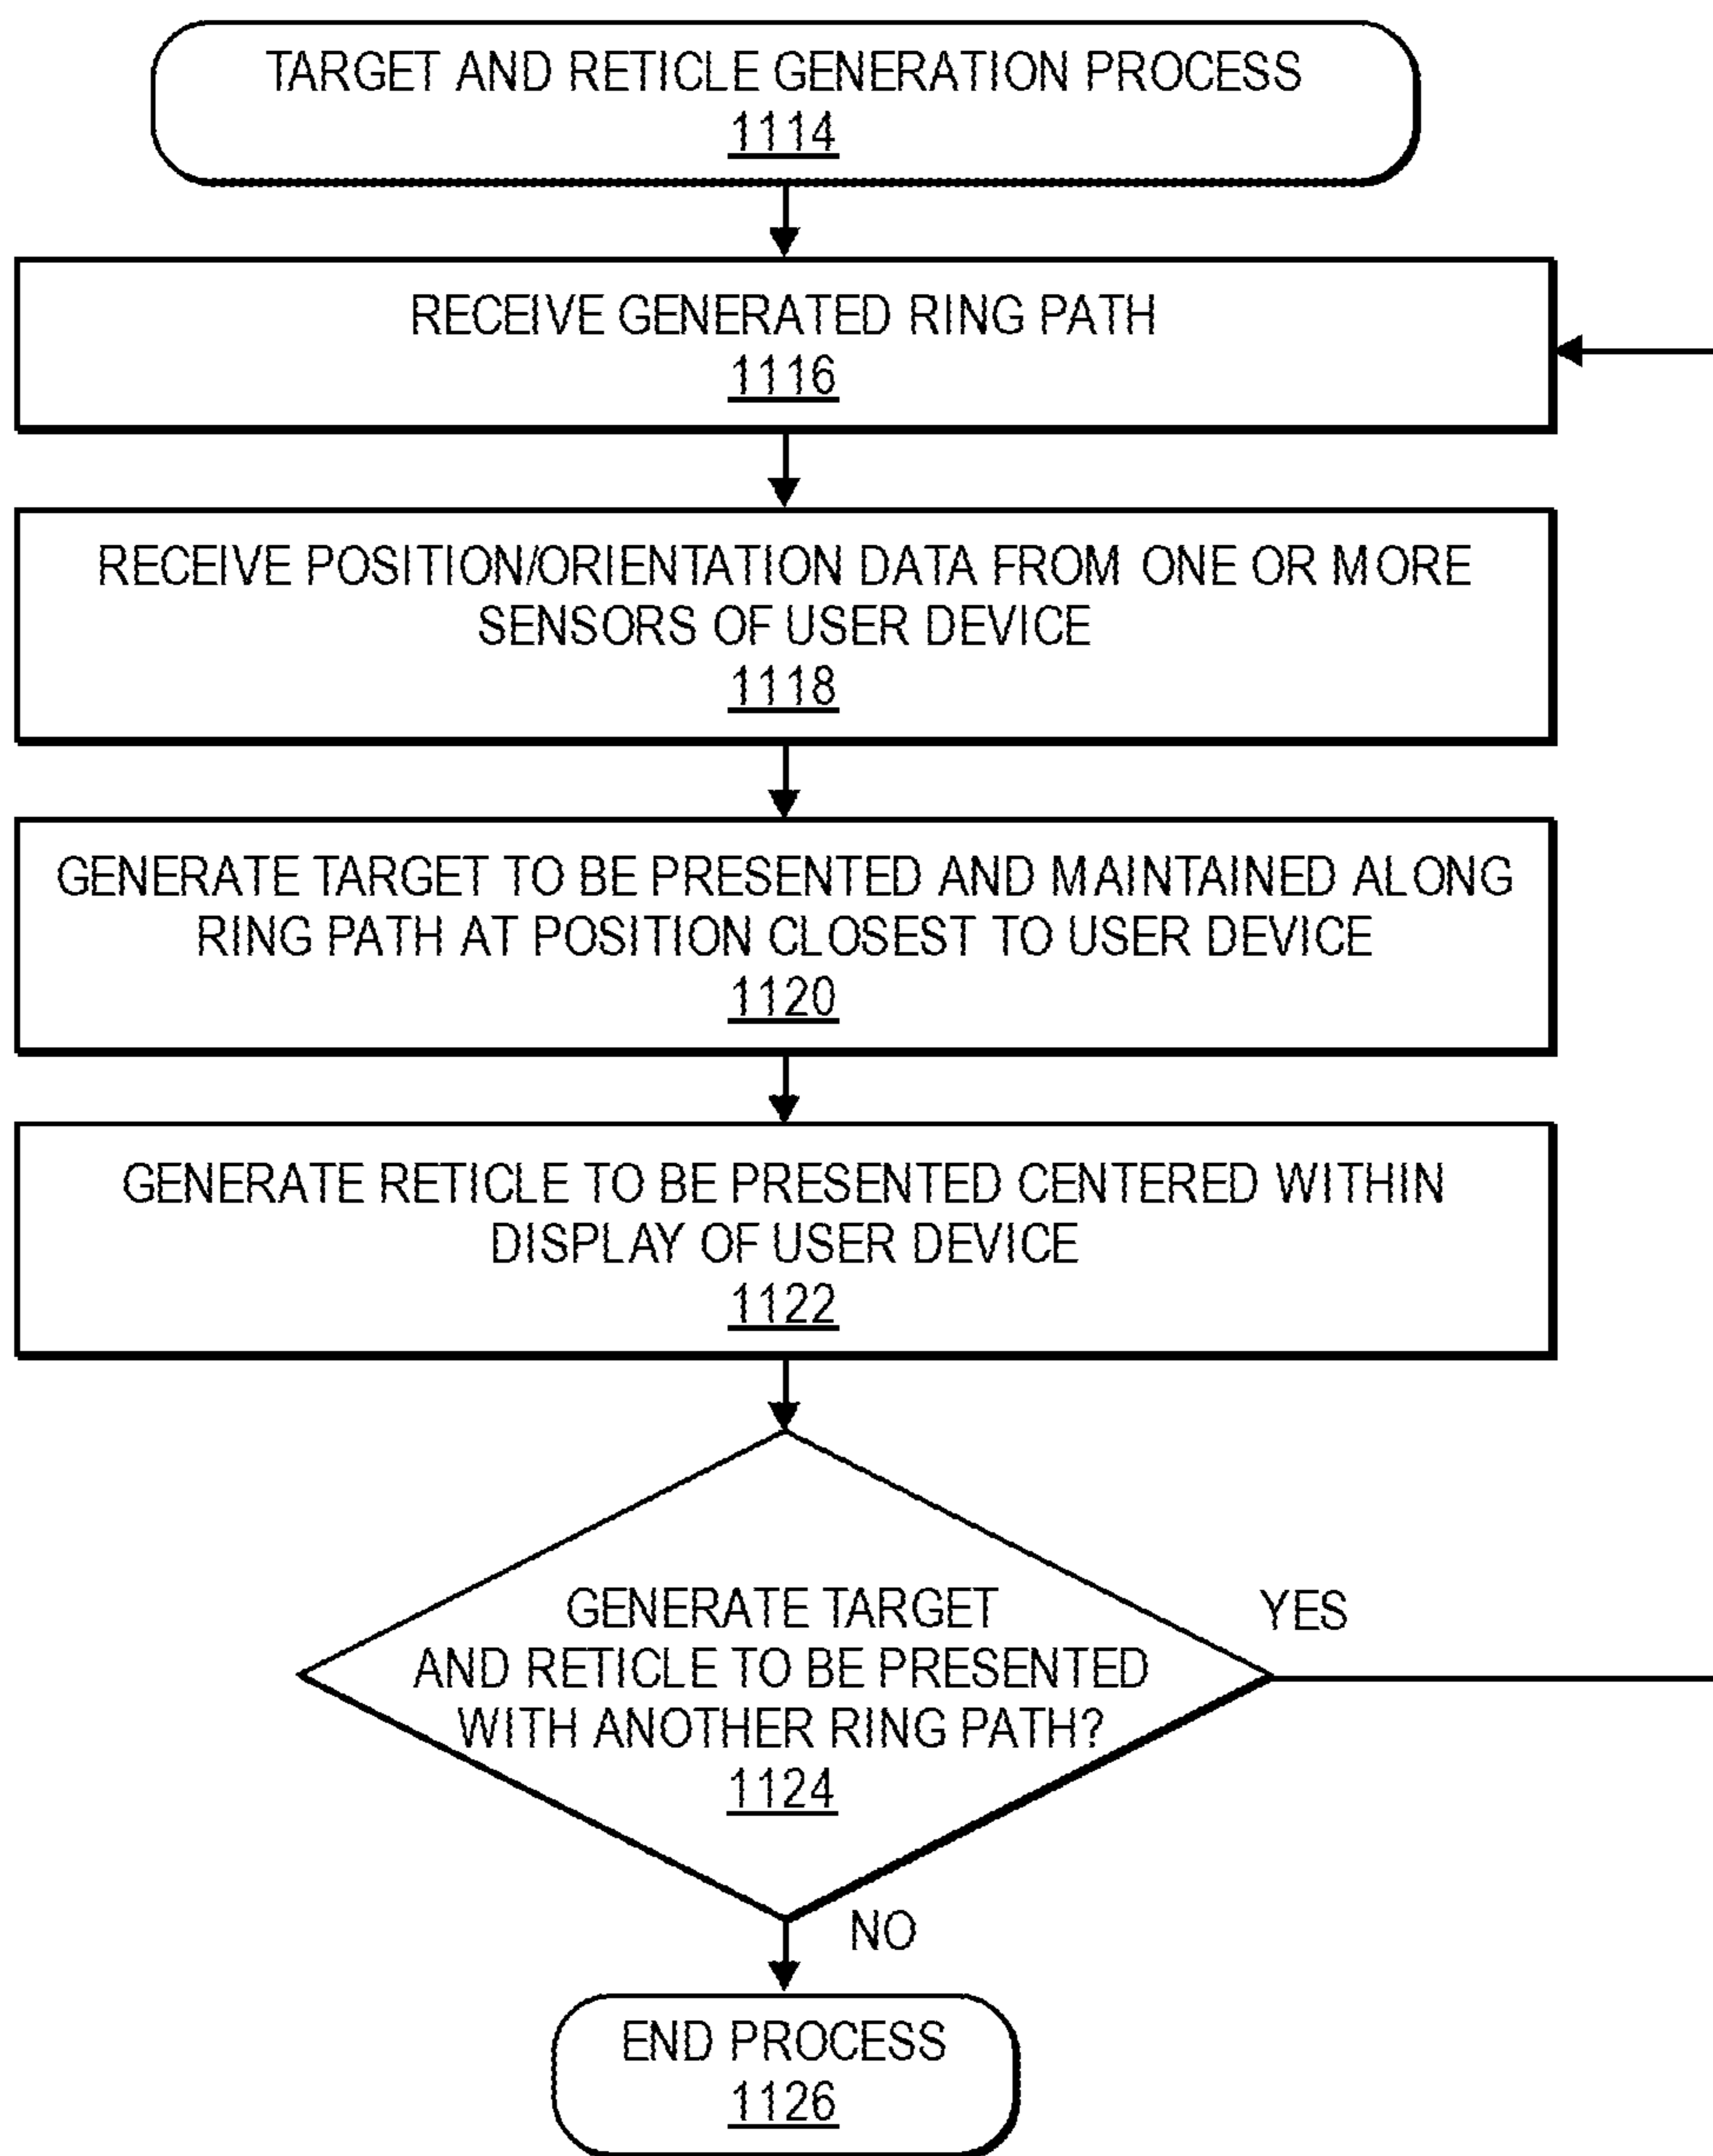 TARGET AND RETICLE GENERATION PROCESS
1114
RECEIVE GENERATED RING PATH
1116
RECEIVE POSITION/ORIENTATION DATA FROM ONE OR MORE
SENSORS OF USER DEVICE
1118
GENERATE TARGET TO BE PRESENTED AND MAINTAINED ALONG
RING PATH AT POSITION CLOSEST TO USER DEVICE
1120
GENERATE RETICLE TO BE PRESENTED CENTERED WITHIN
DISPLAY OF USER DEVICE
1122
GENERATE TARGET
AND RETICLE TO BE PRESENTED
WITH ANOTHER RING PATH?
1124
YES
NO
END PROCESS
1126